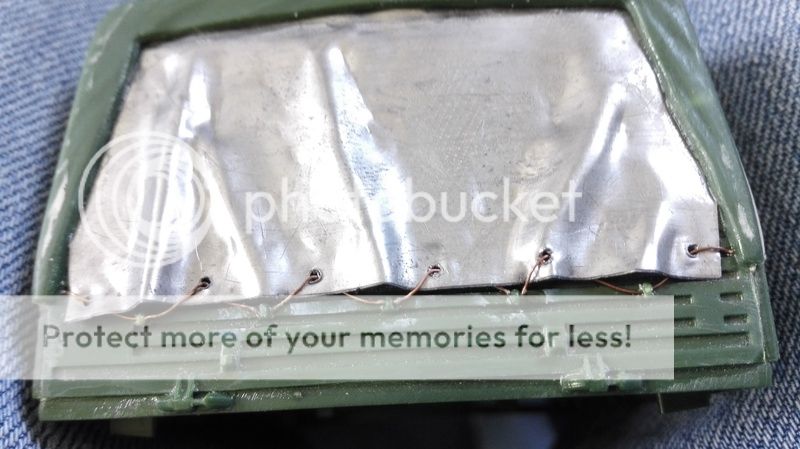 photobucket
Protect more of your memories for less!